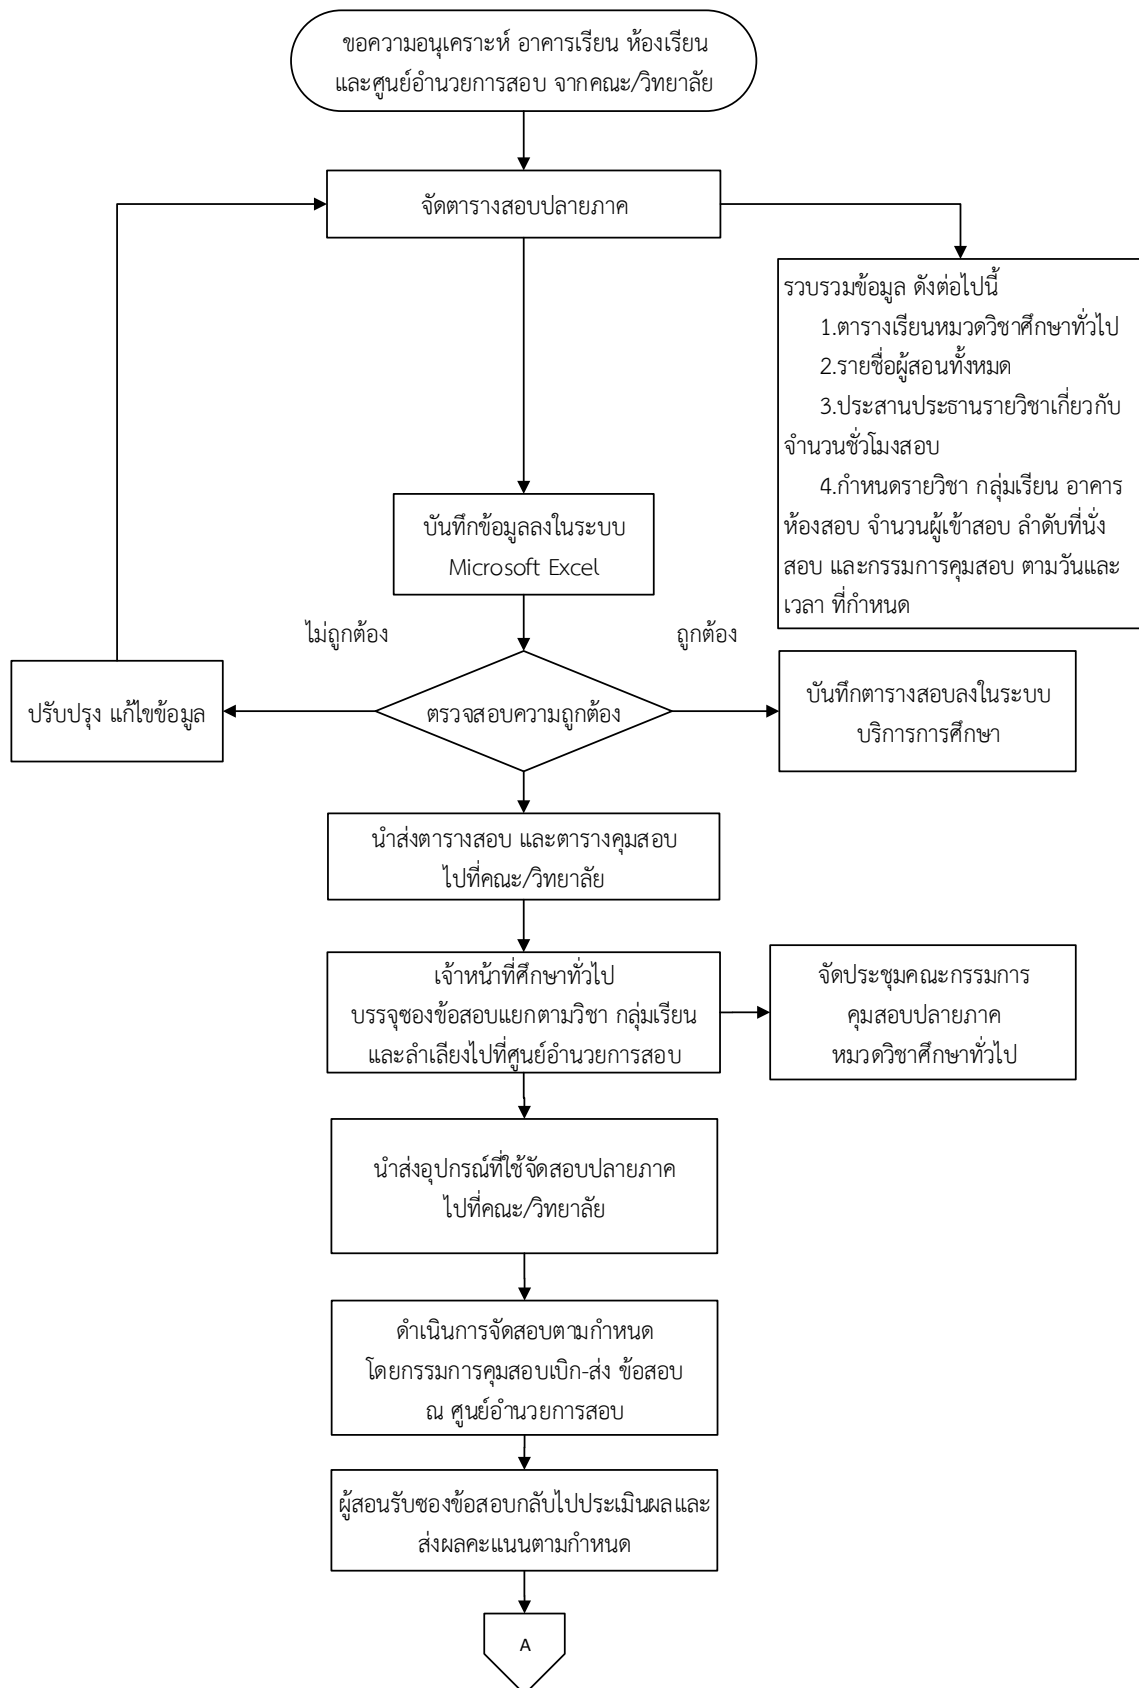 ขอความอนุเคราะห์ อาคารเรียน ห้องเรียน
และศูนย์อำนวยการสอบ จากคณะ/วิทยาลัย
จัดตารางสอบปลายภาค
รวบรวมข้อมูล ดังต่อไปนี้
1.ตารางเรียนหมวดวิชาศึกษาทั่วไป
2.รายชื่อผู้สอนทั้งหมด
3.ประสานประธานรายวิชาเกี่ยวกับ
จำนวนชั่วโมงสอบ
4.กำหนดรายวิชา กลุ่มเรียน อาคาร
ห้องสอบ จำนวนผู้เข้าสอบ ลำดับที่นั่ง
สอบ และกรรมการคุมสอบ ตามวันและ
เวลา ที่กำหนด
บันทึกข้อมูลลงในระบบ
Microsoft Excel
ไม่ถูกต้อง
ถูกต้อง
ปรับปรุง แก้ไขข้อมูล
ตรวจสอบความถูกต้อง
บันทึกตารางสอบลงในระบบ
บริการการศึกษา
นำส่งตารางสอบ และตารางคุมสอบ
ไปที่คณะ/วิทยาลัย
เจ้าหน้าที่ศึกษาทั่วไป
บรรจุซองข้อสอบแยกตามวิชา กลุ่มเรียน
และลำเลียงไปที่ศูนย์อำนวยการสอบ
จัดประชุมคณะกรรมการ
คุมสอบปลายภาค
หมวดวิชาศึกษาทั่วไป
นำส่งอุปกรณ์ที่ใช้จัดสอบปลายภาค
ไปที่คณะ/วิทยาลัย
ดำเนินการจัดสอบตามกำหนด
โดยกรรมการคุมสอบเบิก-ส่ง ข้อสอบ
ณ ศูนย์อำนวยการสอบ
ผู้สอนรับซองข้อสอบกลับไปประเมินผลและ
ส่งผลคะแนนตามกำหนด
A